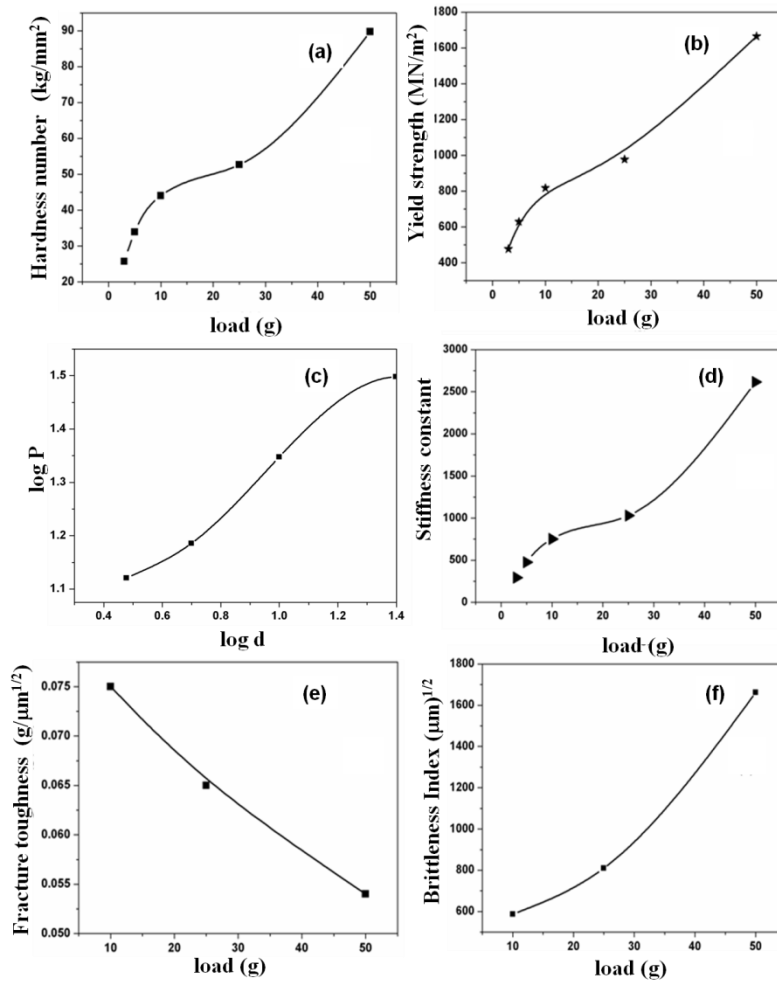 (a)
Hardness number (kg/mm²)
90
80
70
60
50
40
30
20
0 10 20 30 40 50
load (g)
(b)
Yield strength (MN/m²)
1800
1600
1400
1200
1000
800
600
400
0 10 20 30 40 50
load (g)
(c)
log P
1.5
1.4
1.3
1.2
1.1
0.4 0.6 0.8 1.0 1.2 1.4
log d
(d)
Stiffness constant
3000
2500
2000
1500
1000
500
0
0 10 20 30 40 50
load (g)
(e)
Fracture toughness (g/μm^1/2)
0.075
0.070
0.065
0.060
0.055
0.050
10 20 30 40 50
load (g)
(f)
Brittleness Index (μm)^1/2
1800
1600
1400
1200
1000
800
600
10 20 30 40 50
load (g)